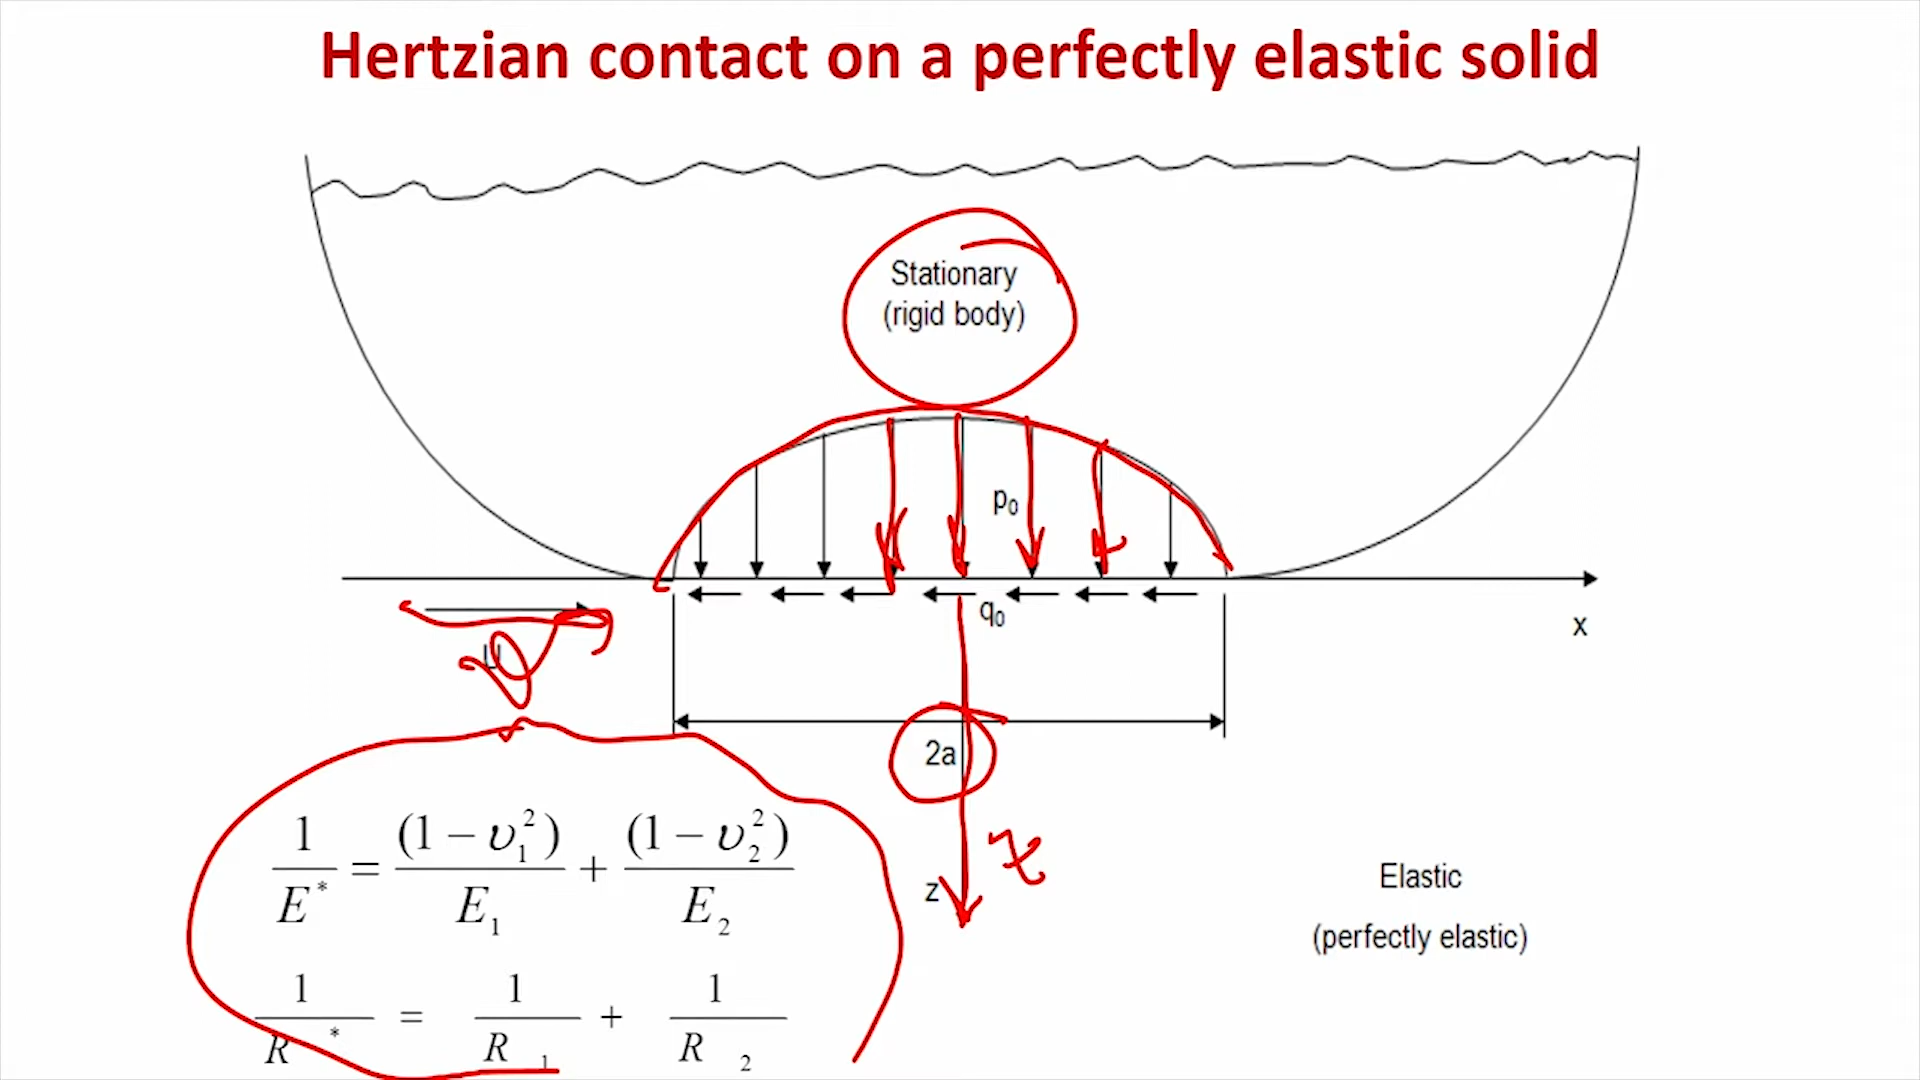 Hertzian contact on a perfectly elastic solid
Stationary
(rigid body)
p₀
q₀
x
U
2a
z
z
Elastic
(perfectly elastic)
1/E* = (1 − υ₁²)/E₁ + (1 − υ₂²)/E₂
1/R* = 1/R₁ + 1/R₂